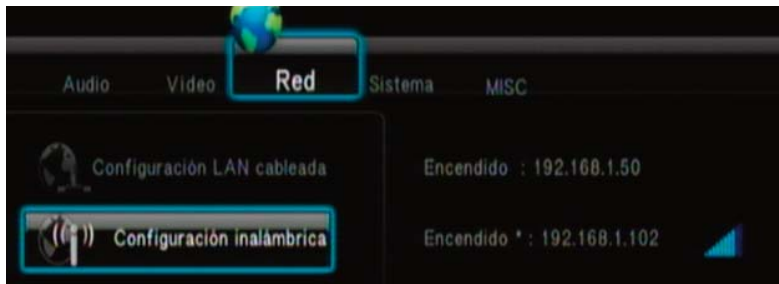 Audio Video Red Sistema MISC
Configuración LAN cableada Encendido : 192.168.1.50
Configuración inalámbrica Encendido * : 192.168.1.102